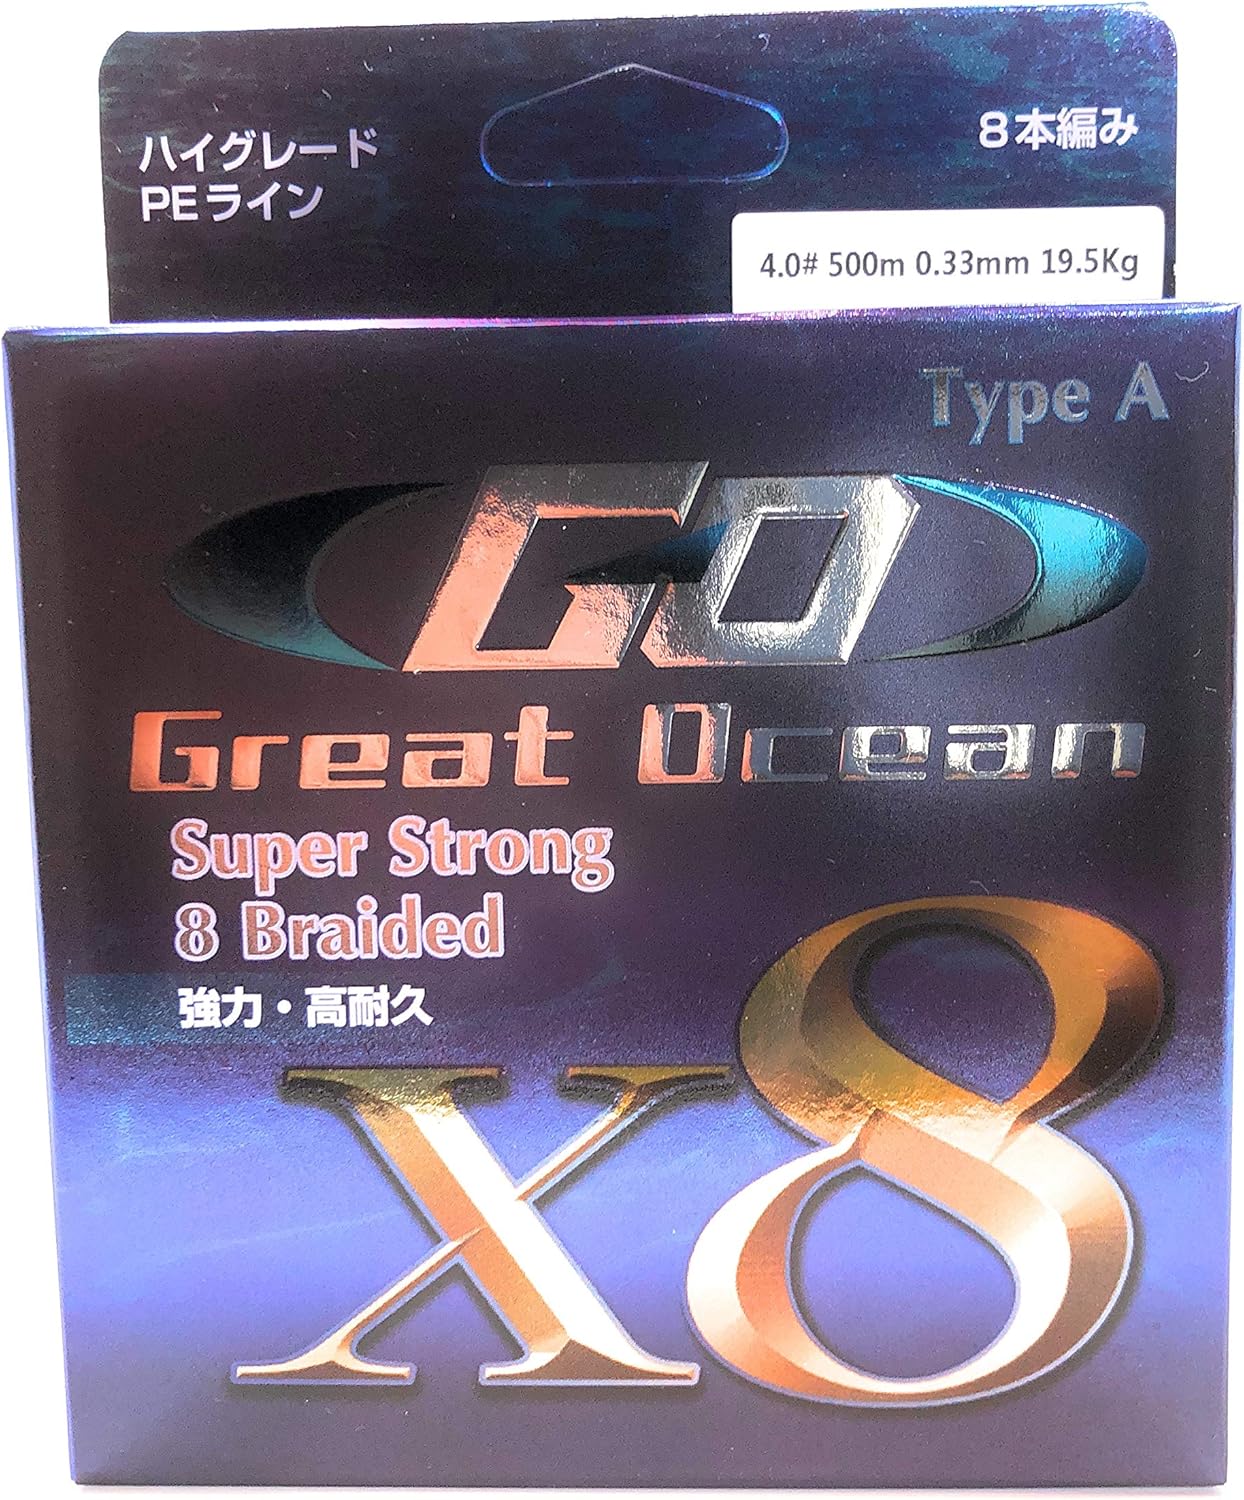 ハイグレード
PEライン
8本編み
4.0# 500m 0.33mm 19.5Kg
Type A
GO
Great Ocean
Super Strong
8 Braided
強力・高耐久
X8